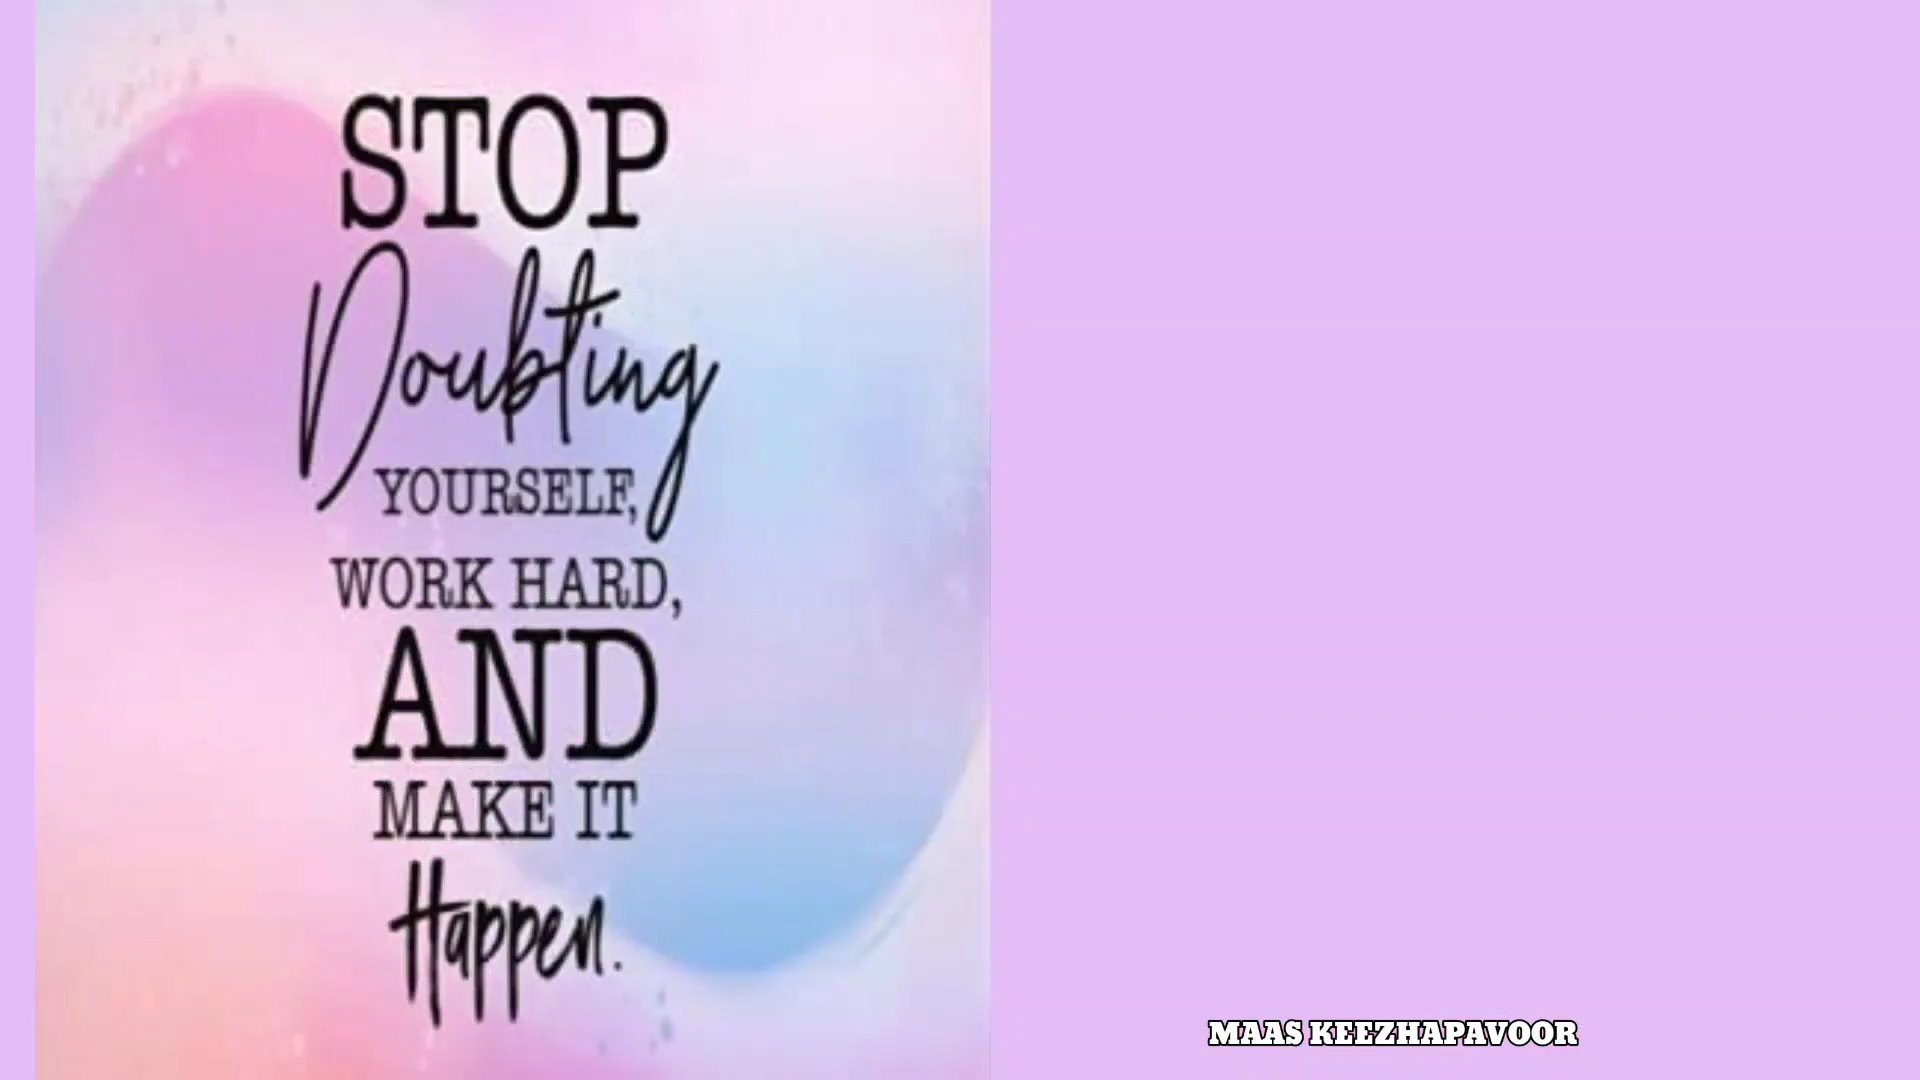 STOP
Doubting
YOURSELF,
WORK HARD,
AND
MAKE IT
Happen.
MAAS KEEZHAPAVOOR